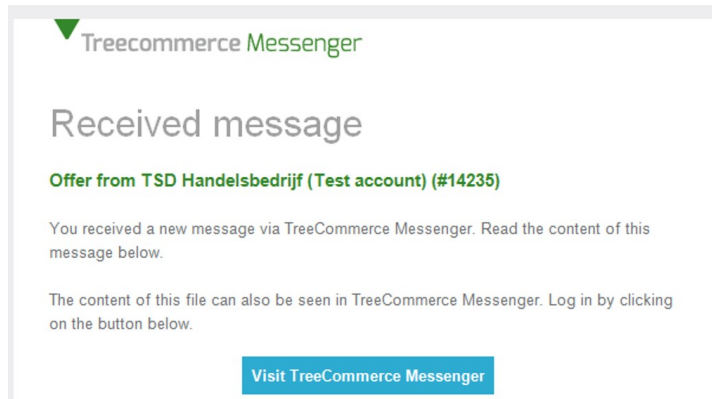 Treecommerce Messenger
Received message
Offer from TSD Handelsbedrijf (Test account) (#14235)
You received a new message via TreeCommerce Messenger. Read the content of this
message below.
The content of this file can also be seen in TreeCommerce Messenger. Log in by clicking
on the button below.
Visit TreeCommerce Messenger